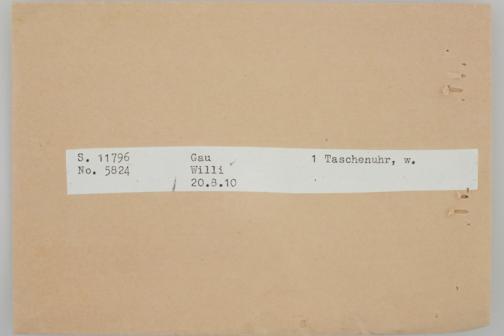 S. 11796 Gau 1 Taschenuhr, w.
No. 5824 Willi
20.8.10